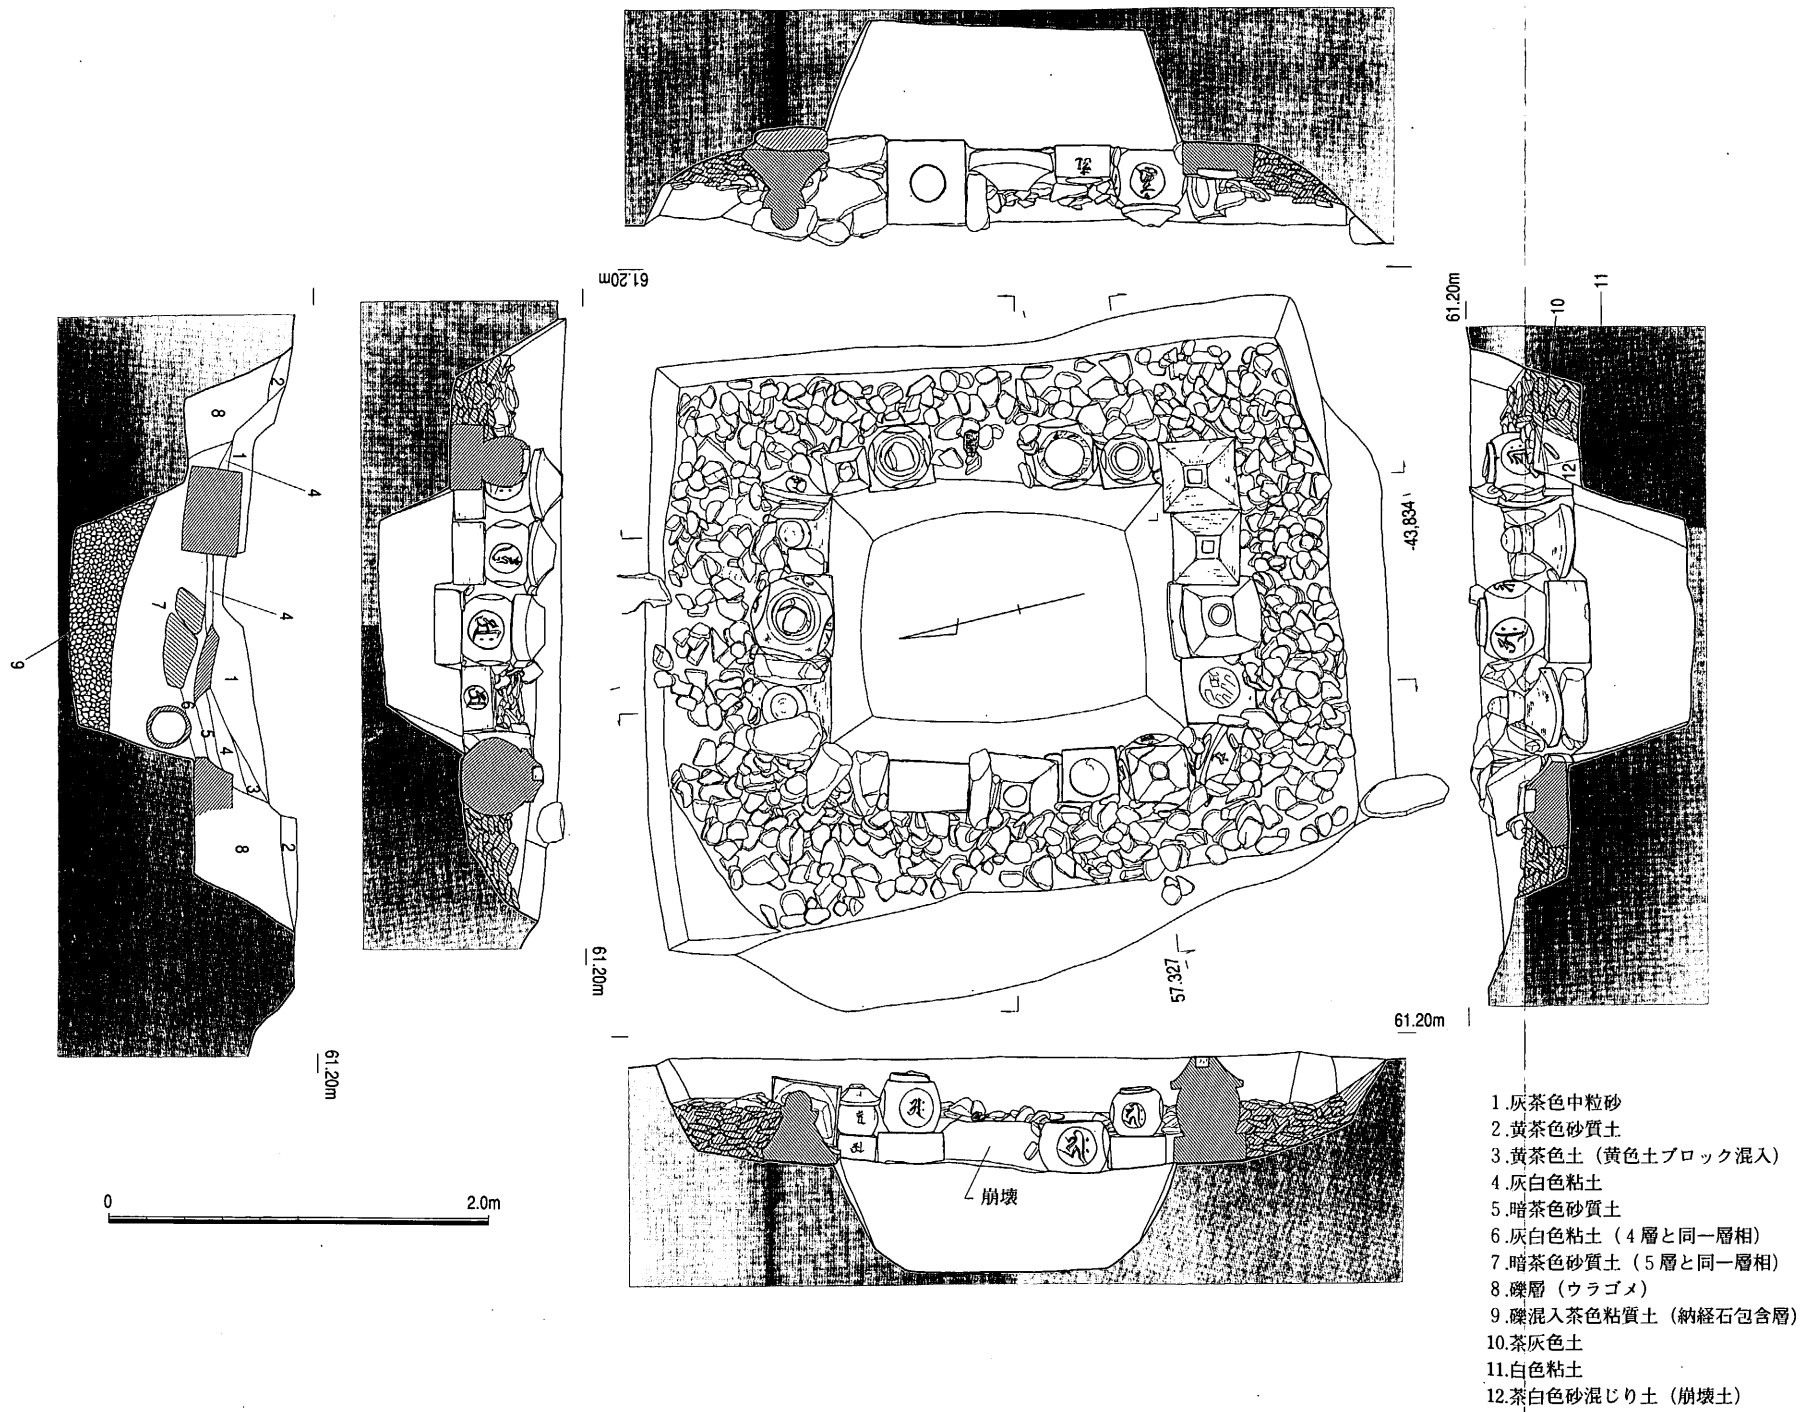 61.20m
61.20m
10
11
12
2
8
1
4
4
7
9
1
6
5
4
3
8
2
-43,834
57.327
61.20m
61.20m
61.20m
崩壊
0 2.0m
1.灰茶色中粒砂
2.黄茶色砂質土
3.黄茶色土（黄色土ブロック混入）
4.灰白色粘土
5.暗茶色砂質土
6.灰白色粘土（4層と同一層相）
7.暗茶色砂質土（5層と同一層相）
8.礫層（ウラゴメ）
9.礫混入茶色粘質土（納経石包含層）
10.茶灰色土
11.白色粘土
12.茶白色砂混じり土（崩壊土）